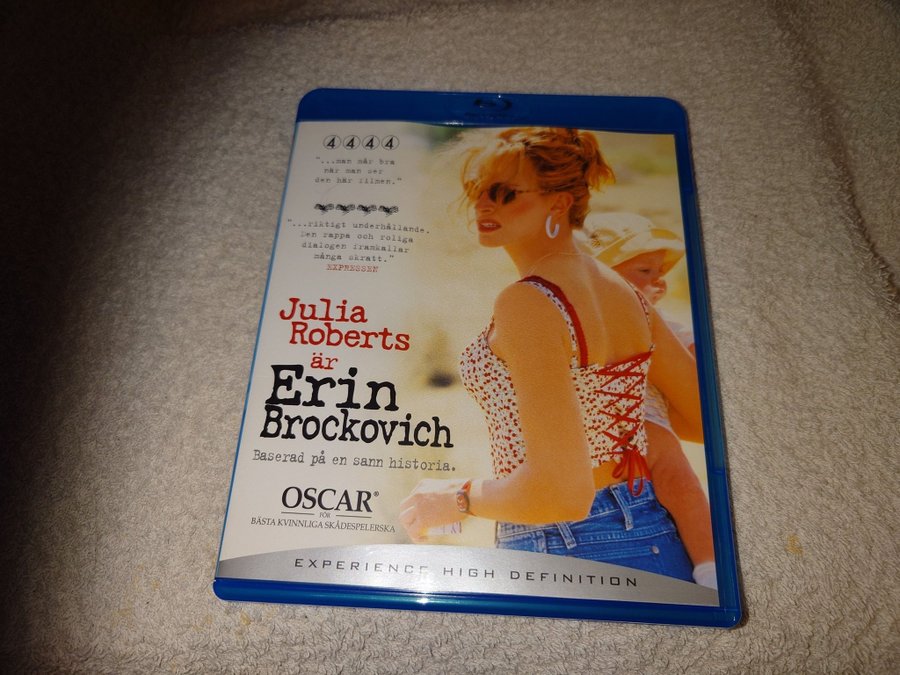 4 4 4 4
"...man mår bra
när man ser
den här filmen."
"...riktigt underhållande.
Den rappa och roliga
dialogen framkallar
många skratt."
EXPRESSEN
Julia
Roberts
är
Erin
Brockovich
Baserad på en sann historia.
OSCAR®
FÖR
BÄSTA KVINNLIGA SKÅDESPELERSKA
EXPERIENCE HIGH DEFINITION